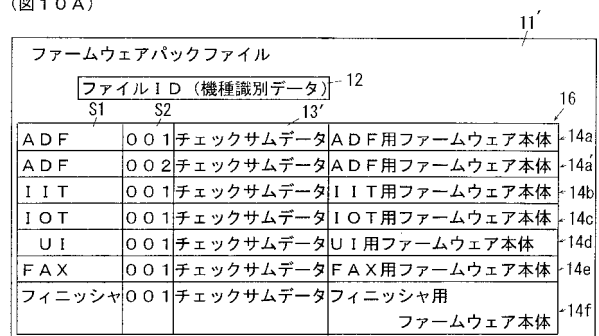 (図10A)
11′
ファームウェアパックファイル
ファイルID(機種識別データ) 12
S1 S2 13′ 16
ADF 001 チェックサムデータ ADF用ファームウェア本体 14a
ADF 002 チェックサムデータ ADF用ファームウェア本体 14a′
IIT 001 チェックサムデータ IIT用ファームウェア本体 14b
IOT 001 チェックサムデータ IOT用ファームウェア本体 14c
UI 001 チェックサムデータ UI用ファームウェア本体 14d
FAX 001 チェックサムデータ FAX用ファームウェア本体 14e
フィニッシャ 001 チェックサムデータ フィニッシャ用
ファームウェア本体 14f